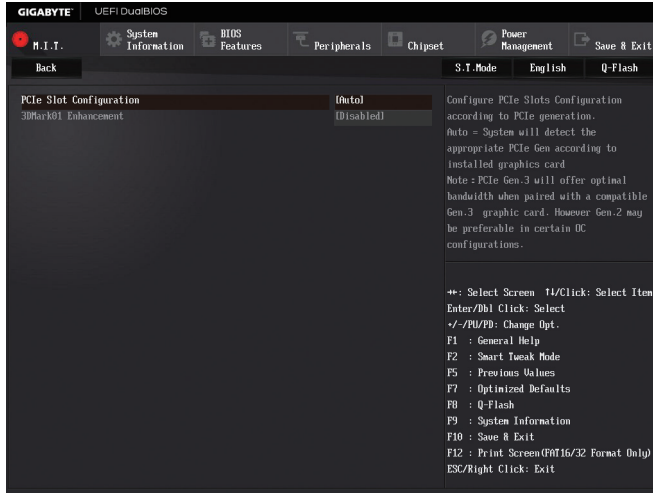 GIGABYTE™ UEFI DualBIOS
M.I.T. System Information BIOS Features Peripherals Chipset Power Management Save & Exit
Back S.T.Mode English Q-Flash
PCIe Slot Configuration [Auto]
3DMark01 Enhancement [Disabled]
Configure PCIe Slots Configuration
according to PCIe generation.
Auto = System will detect the
appropriate PCIe Gen according to
installed graphics card
Note : PCIe Gen.3 will offer optimal
bandwidth when paired with a compatible
Gen.3 graphic card. However Gen.2 may
be preferable in certain OC
configurations.
→←: Select Screen ↑↓/Click: Select Item
Enter/Dbl Click: Select
+/-/PU/PD: Change Opt.
F1 : General Help
F2 : Smart Tweak Mode
F5 : Previous Values
F7 : Optimized Defaults
F8 : Q-Flash
F9 : System Information
F10 : Save & Exit
F12 : Print Screen(FAT16/32 Format Only)
ESC/Right Click: Exit